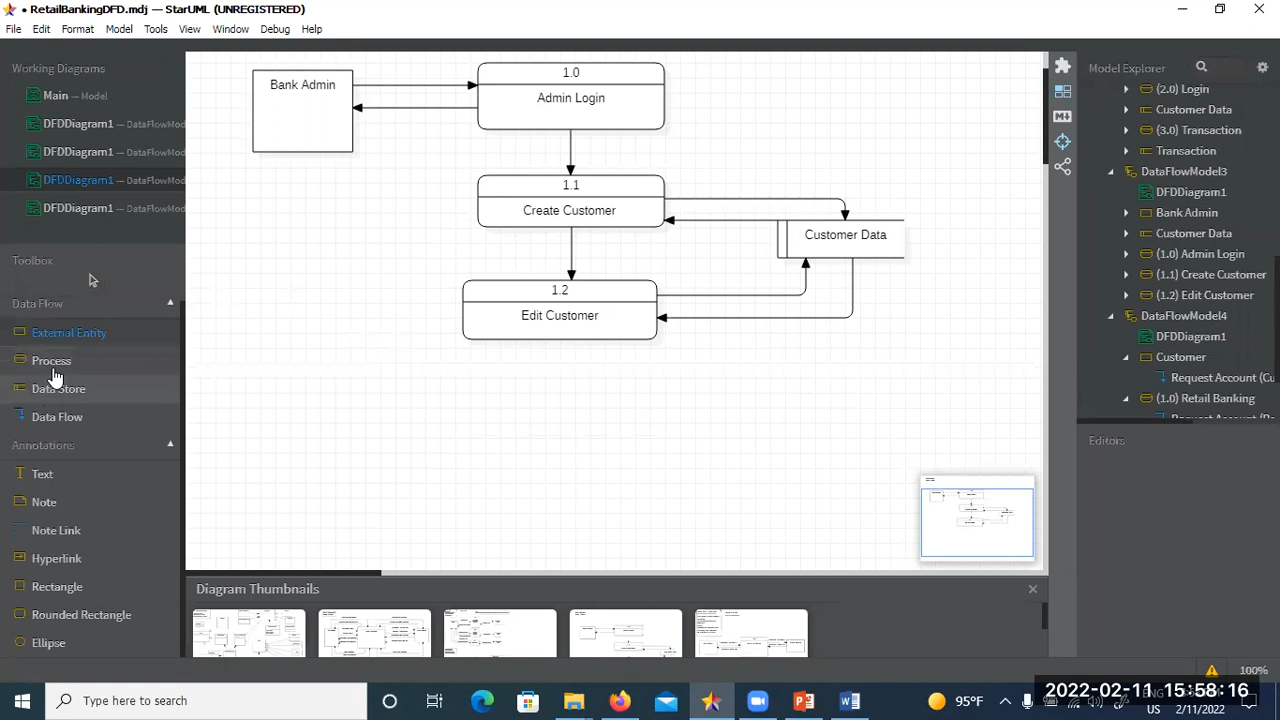 • RetailBankingDFD.mdj — StarUML (UNREGISTERED)
File Edit Format Model Tools View Window Debug Help
Working Diagrams
Main — Model
DFDDiagram1 — DataFlowMod
DFDDiagram1 — DataFlowMod
DFDDiagram1 — DataFlowMod
DFDDiagram1 — DataFlowMod
Toolbox
Data Flow
External Entity
Process
Data Store
Data Flow
Annotations
Text
Note
Note Link
Hyperlink
Rectangle
Rounded Rectangle
Ellipse
Bank Admin
1.0
Admin Login
1.1
Create Customer
Customer Data
1.2
Edit Customer
Diagram Thumbnails
Model Explorer
(2.0) Login
Customer Data
(3.0) Transaction
Transaction
DataFlowModel3
DFDDiagram1
Bank Admin
Customer Data
(1.0) Admin Login
(1.1) Create Customer
(1.2) Edit Customer
DataFlowModel4
DFDDiagram1
Customer
Request Account (Cu
(1.0) Retail Banking
Editors
100%
Type here to search
95°F
2022-02-11 15:58:16
US
2/11/2022